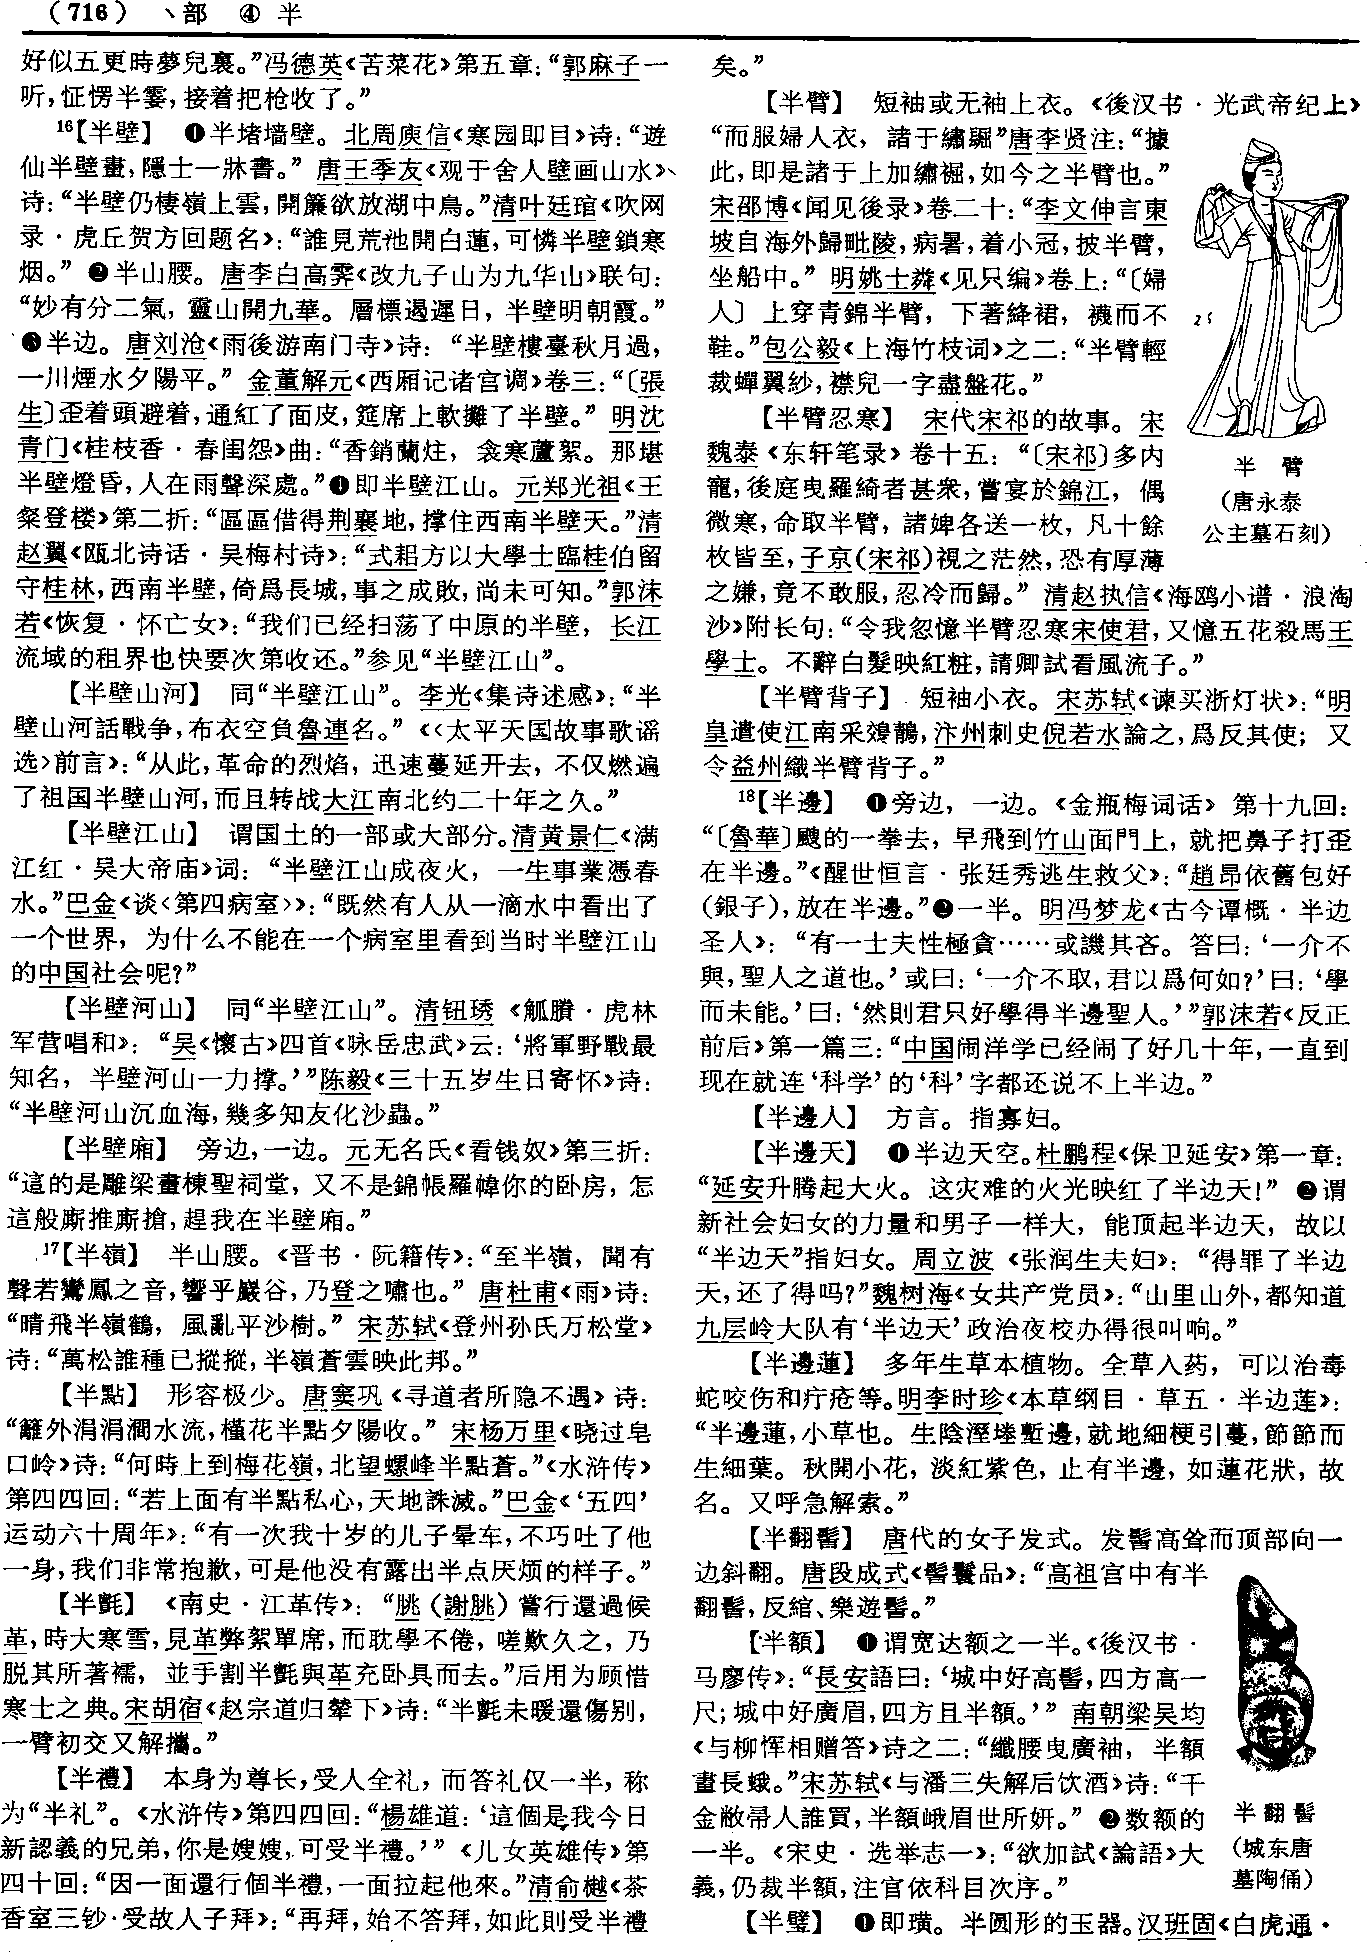 （716） 丶部 ④ 半
好似五更時夢兒裏。”冯德英《苦菜花》第五章：“郭麻子一
听，怔愣半霎，接着把枪收了。”
16【半壁】 ❶半堵墙壁。北周庾信《寒园即目》诗：“遊
仙半壁畫，隱士一牀書。” 唐王季友《观于舍人壁画山水》
诗：“半壁仍棲嶺上雲，開簾欲放湖中鳥。”清叶廷琯《吹网
录·虎丘贺方回题名》：“誰見荒池開白蓮，可憐半壁鎖寒
烟。” ❷半山腰。唐李白高霁《改九子山为九华山》联句：
“妙有分二氣，靈山開九華。層標遏遲日，半壁明朝霞。”
❸半边。唐刘沧《雨後游南门寺》诗：“半壁樓臺秋月過，
一川煙水夕陽平。” 金董解元《西厢记诸宫调》卷三：“〔張
生〕歪着頭避着，通紅了面皮，筵席上軟攤了半壁。” 明沈
青门《桂枝香·春闺怨》曲：“香銷蘭炷，衾寒蘆絮。那堪
半壁燈昏，人在雨聲深處。”❹即半壁江山。元郑光祖《王
粲登楼》第二折：“區區借得荆襄地，撑住西南半壁天。”清
赵翼《瓯北诗话·吴梅村诗》：“式耜方以大學士臨桂伯留
守桂林，西南半壁，倚爲長城，事之成敗，尚未可知。”郭沫
若《恢复·怀亡女》：“我们已经扫荡了中原的半壁，长江
流域的租界也快要次第收还。”参见“半壁江山”。
【半壁山河】 同“半壁江山”。李光《集诗述感》：“半
壁山河話戰争，布衣空負魯連名。” 《〈太平天国故事歌谣
选〉前言》：“从此，革命的烈焰，迅速蔓延开去，不仅燃遍
了祖国半壁山河，而且转战大江南北约二十年之久。”
【半壁江山】 谓国土的一部或大部分。清黄景仁《满
江红·吴大帝庙》词：“半壁江山成夜火，一生事業憑春
水。”巴金《谈〈第四病室〉》：“既然有人从一滴水中看出了
一个世界，为什么不能在一个病室里看到当时半壁江山
的中国社会呢？”
【半壁河山】 同“半壁江山”。清钮琇《觚賸·虎林
军营唱和》：“吴《懷古》四首《咏岳忠武》云：‘將軍野戰最
知名，半壁河山一力撑。’”陈毅《三十五岁生日寄怀》诗：
“半壁河山沉血海，幾多知友化沙蟲。”
【半壁廂】 旁边，一边。元无名氏《看钱奴》第三折：
“這的是雕梁畫棟聖祠堂，又不是錦帳羅幃你的卧房，怎
這般廝推廝搶，趕我在半壁廂。”
17【半嶺】 半山腰。《晋书·阮籍传》：“至半嶺，聞有
聲若鸞鳳之音，響乎巖谷，乃登之嘯也。” 唐杜甫《雨》诗：
“晴飛半嶺鶴，風亂平沙樹。” 宋苏轼《登州孙氏万松堂》
诗：“萬松誰種已摐摐，半嶺蒼雲映此邦。”
【半點】 形容极少。唐窦巩《寻道者所隐不遇》诗：
“籬外涓涓澗水流，槿花半點夕陽收。” 宋杨万里《晓过皂
口岭》诗：“何時上到梅花嶺，北望螺峰半點蒼。”《水浒传》
第四四回：“若上面有半點私心，天地誅滅。”巴金《‘五四’
运动六十周年》：“有一次我十岁的儿子晕车，不巧吐了他
一身，我们非常抱歉，可是他没有露出半点厌烦的样子。”
【半氈】 《南史·江革传》：“朓（謝朓）嘗行還過候
革，時大寒雪，見革弊絮單席，而耽學不倦，嗟歎久之，乃
脱其所著襦，並手割半氈與革充卧具而去。”后用为顾惜
寒士之典。宋胡宿《赵宗道归辇下》诗：“半氈未暖還傷别，
一臂初交又解攜。”
【半禮】 本身为尊长，受人全礼，而答礼仅一半，称
为“半礼”。《水浒传》第四四回：“楊雄道：‘這個是我今日
新認義的兄弟，你是嫂嫂，可受半禮。’” 《儿女英雄传》第
四十回：“因一面還行個半禮，一面拉起他來。”清俞樾《茶
香室三钞·受故人子拜》：“再拜，始不答拜，如此則受半禮
矣。”
【半臂】 短袖或无袖上衣。《後汉书·光武帝纪上》
“而服婦人衣，諸于繡镼”唐李贤注：“據
此，即是諸于上加繡裾，如今之半臂也。”
宋邵博《闻见後录》卷二十：“李文伸言東
坡自海外歸毗陵，病暑，着小冠，披半臂，
坐船中。” 明姚士粦《见只编》卷上：“〔婦
人〕上穿青錦半臂，下著絳裙，襪而不
鞋。”包公毅《上海竹枝词》之二：“半臂輕
裁蟬翼紗，襟兒一字盡盤花。”
半臂
（唐永泰
公主墓石刻）
【半臂忍寒】 宋代宋祁的故事。宋
魏泰《东轩笔录》卷十五：“〔宋祁〕多内
寵，後庭曳羅綺者甚衆，嘗宴於錦江，偶
微寒，命取半臂，諸婢各送一枚，凡十餘
枚皆至，子京（宋祁）視之茫然，恐有厚薄
之嫌，竟不敢服，忍冷而歸。” 清赵执信《海鸥小谱·浪淘
沙》附长句：“令我忽憶半臂忍寒宋使君，又憶五花殺馬王
學士。不辭白髮映紅粧，請卿試看風流子。”
【半臂背子】 短袖小衣。宋苏轼《谏买浙灯状》：“明
皇遣使江南采鵁鶄，汴州刺史倪若水論之，爲反其使；又
令益州織半臂背子。”
18【半邊】 ❶旁边，一边。《金瓶梅词话》第十九回：
“〔魯華〕颼的一拳去，早飛到竹山面門上，就把鼻子打歪
在半邊。”《醒世恒言·张廷秀逃生救父》：“趙昂依舊包好
（銀子），放在半邊。”❷一半。明冯梦龙《古今谭概·半边
圣人》：“有一士夫性極貪……或譏其吝。答曰：‘一介不
與，聖人之道也。’或曰：‘一介不取，君以爲何如？’曰：‘學
而未能。’曰：‘然則君只好學得半邊聖人。’”郭沫若《反正
前后》第一篇三：“中国闹洋学已经闹了好几十年，一直到
现在就连‘科学’的‘科’字都还说不上半边。”
【半邊人】 方言。指寡妇。
【半邊天】 ❶半边天空。杜鹏程《保卫延安》第一章：
“延安升腾起大火。这灾难的火光映红了半边天！” ❷谓
新社会妇女的力量和男子一样大，能顶起半边天，故以
“半边天”指妇女。周立波《张润生夫妇》：“得罪了半边
天，还了得吗？”魏树海《女共产党员》：“山里山外，都知道
九层岭大队有‘半边天’政治夜校办得很叫响。”
【半邊蓮】 多年生草本植物。全草入药，可以治毒
蛇咬伤和疔疮等。明李时珍《本草纲目·草五·半边莲》：
“半邊蓮，小草也。生陰溼塍塹邊，就地細梗引蔓，節節而
生細葉。秋開小花，淡紅紫色，止有半邊，如蓮花狀，故
名。又呼急解索。”
【半翻髻】 唐代的女子发式。发髻高耸而顶部向一
边斜翻。唐段成式《髻鬟品》：“高祖宫中有半
翻髻，反綰、樂遊髻。”
【半額】 ❶谓宽达额之一半。《後汉书·
马廖传》：“長安語曰：‘城中好高髻，四方高一
尺；城中好廣眉，四方且半額。’” 南朝梁吴均
《与柳恽相赠答》诗之二：“纖腰曳廣袖，半額
畫長蛾。”宋苏轼《与潘三失解后饮酒》诗：“千
金敝帚人誰買，半額蛾眉世所妍。” ❷数额的
一半。《宋史·选举志一》：“欲加試《論語》大
義，仍裁半額，注官依科目次序。”
半翻髻
（城东唐
墓陶俑）
【半璧】 ❶即璜。半圆形的玉器。汉班固《白虎通·